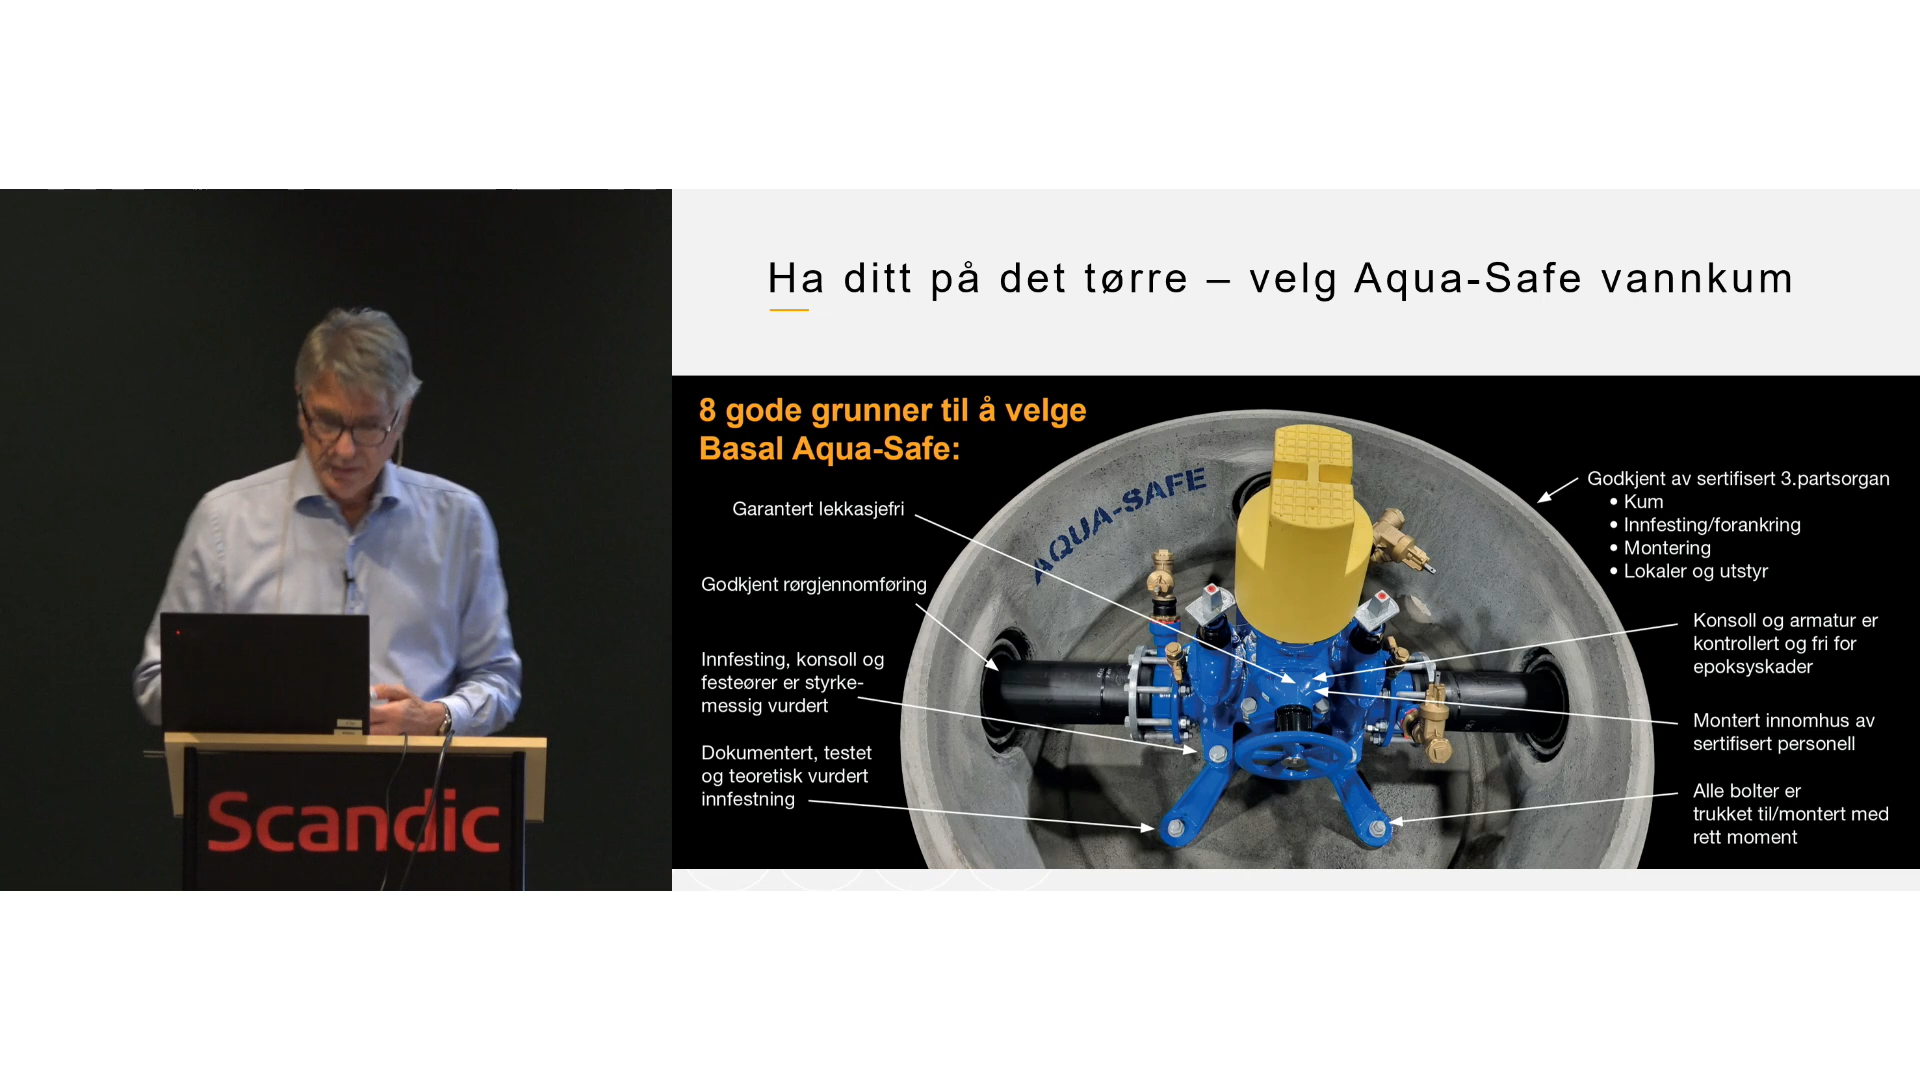 Ha ditt på det tørre – velg Aqua-Safe vannkum
8 gode grunner til å velge
Basal Aqua-Safe:
Garantert lekkasjefri
Godkjent rørgjennomføring
Innfesting, konsoll og
festeører er styrke-
messig vurdert
Dokumentert, testet
og teoretisk vurdert
innfestning
AQUA-SAFE
Godkjent av sertifisert 3.partsorgan
• Kum
• Innfesting/forankring
• Montering
• Lokaler og utstyr
Konsoll og armatur er
kontrollert og fri for
epoksyskader
Montert innomhus av
sertifisert personell
Alle bolter er
trukket til/montert med
rett moment
Scandic